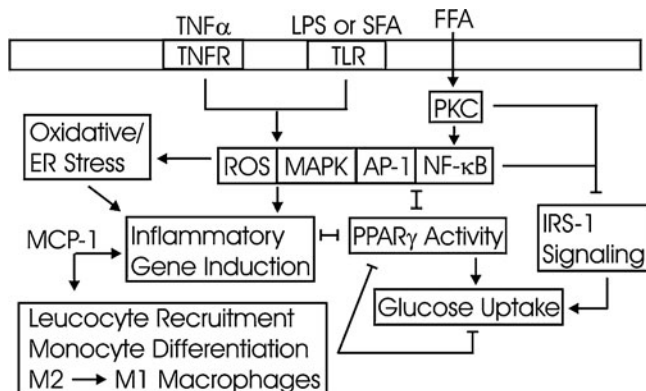 TNFα
LPS or SFA
FFA
TNFR
TLR
PKC
Oxidative/
ER Stress
ROS
MAPK
AP-1
NF-κB
MCP-1
Inflammatory
Gene Induction
PPARγ Activity
IRS-1
Signaling
Glucose Uptake
Leucocyte Recruitment
Monocyte Differentiation
M2 → M1 Macrophages